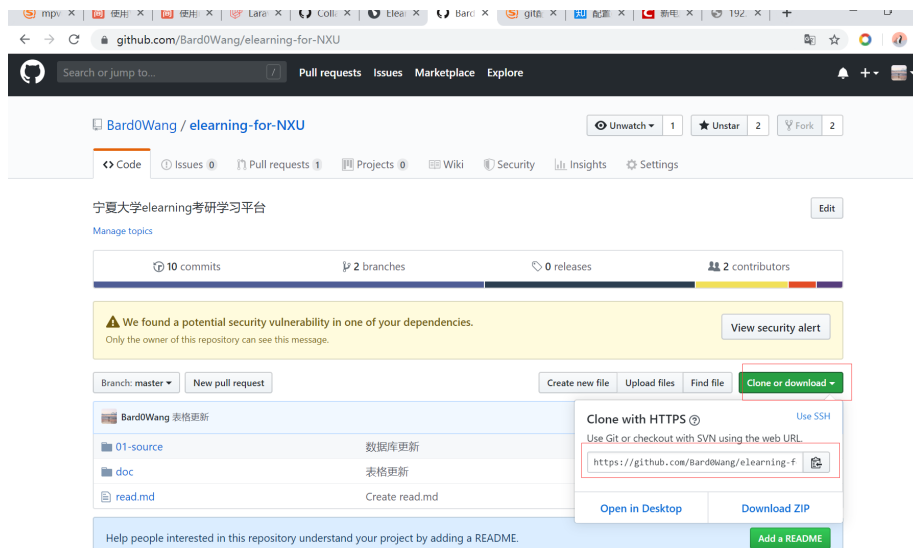 mpv
使用
使用
Lara
Coll
Elear
Bard
git
配置
新电
192.
github.com/Bard0Wang/elearning-for-NXU
Search or jump to...
/
Pull requests Issues Marketplace Explore
Bard0Wang / elearning-for-NXU
Unwatch 1 Unstar 2 Fork 2
Code Issues 0 Pull requests 1 Projects 0 Wiki Security Insights Settings
宁夏大学elearning考研学习平台
Edit
Manage topics
10 commits 2 branches 0 releases 2 contributors
We found a potential security vulnerability in one of your dependencies.
Only the owner of this repository can see this message.
View security alert
Branch: master New pull request Create new file Upload files Find file Clone or download
Bard0Wang 表格更新
01-source 数据库更新
doc 表格更新
read.md Create read.md
Clone with HTTPS
Use SSH
Use Git or checkout with SVN using the web URL.
https://github.com/Bard0Wang/elearning-f
Open in Desktop Download ZIP
Help people interested in this repository understand your project by adding a README.
Add a README